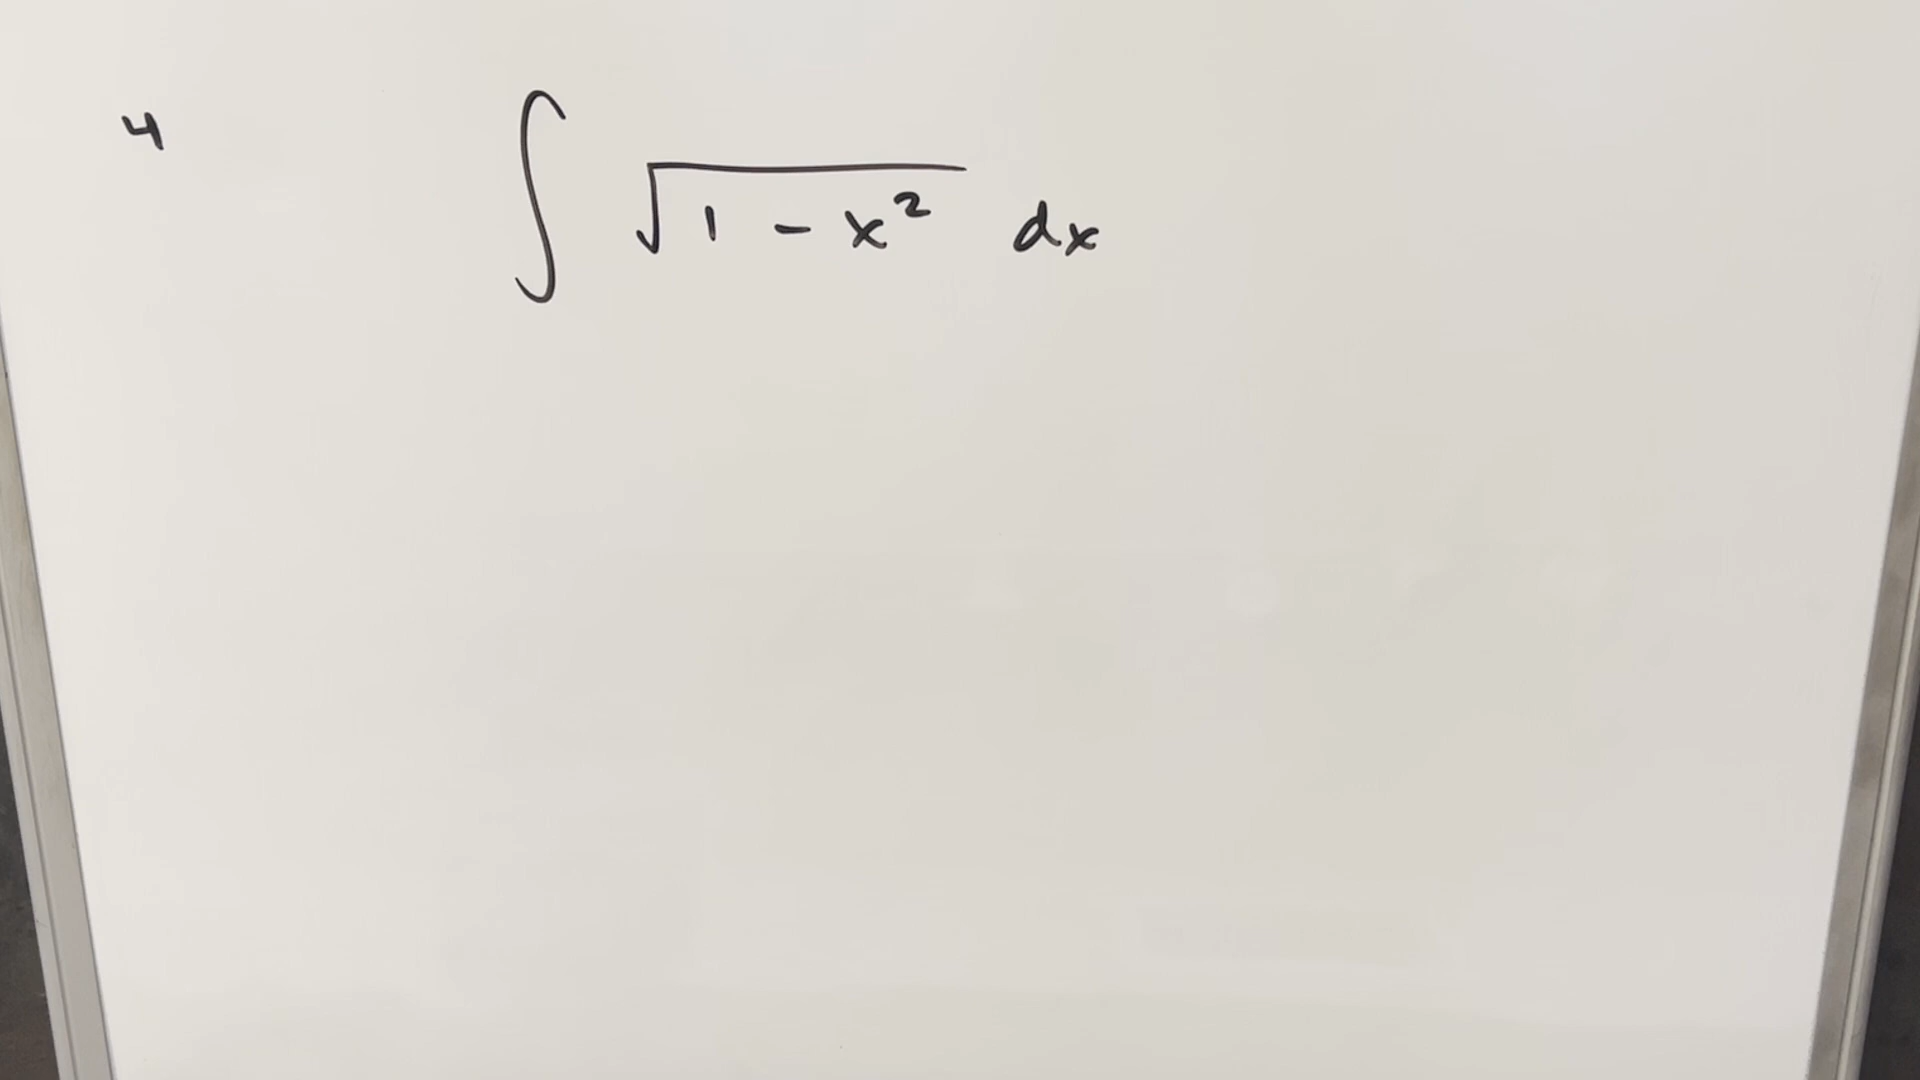 4
∫ √(1 - x²) dx